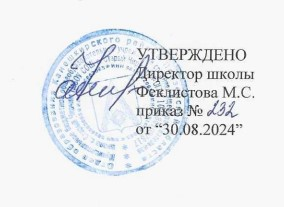 УТВЕРЖДЕНО
Директор школы
Феклистова М.С.
приказ № 232
от “30.08.2024”